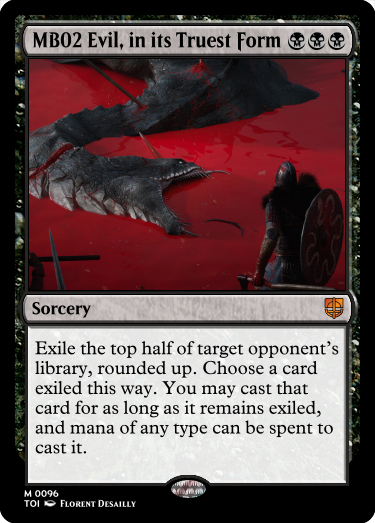 MB02 Evil, in its Truest Form
Sorcery
Exile the top half of target opponent's
library, rounded up. Choose a card
exiled this way. You may cast that
card for as long as it remains exiled,
and mana of any type can be spent to
cast it.
M 0096
TOI FLORENT DESAILLY